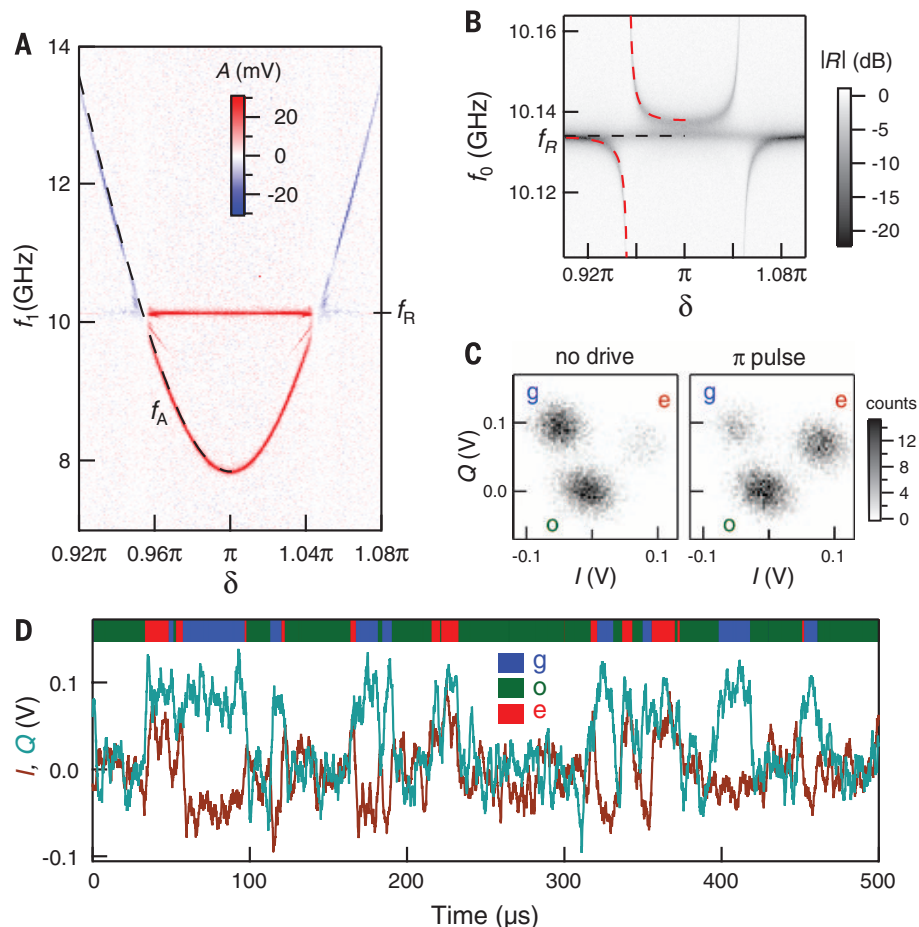 A
14
12
10
8
f₁(GHz)
A (mV)
20
0
-20
f_R
f_A
0.92π
0.96π
π
1.04π
1.08π
δ
B
10.16
10.14
f_R
10.12
f₀ (GHz)
|R| (dB)
0
-5
-10
-15
-20
0.92π
π
1.08π
δ
C
no drive
π pulse
g
e
o
g
e
o
0.1
0.0
Q (V)
-0.1
0.1
I (V)
-0.1
0.1
I (V)
counts
12
8
4
0
D
g
o
e
0.1
0.0
-0.1
I, Q (V)
0
100
200
300
400
500
Time (μs)